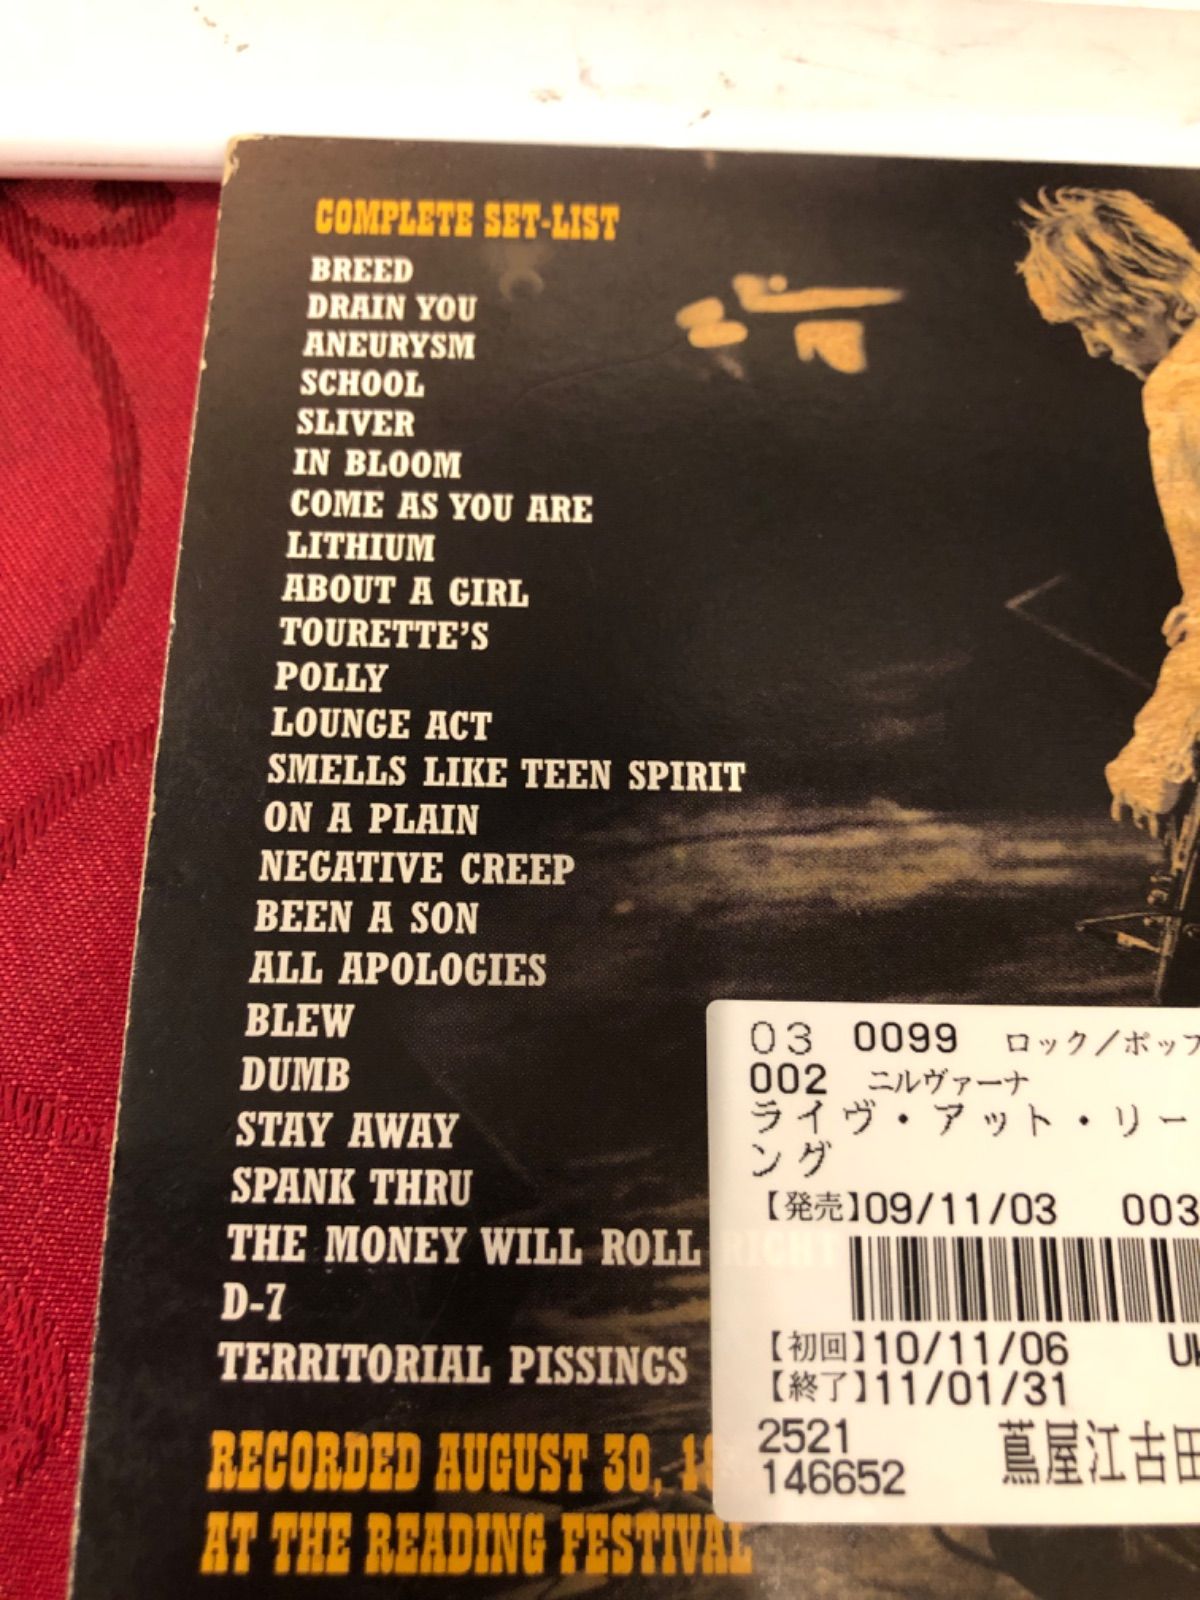 COMPLETE SET-LIST
BREED
DRAIN YOU
ANEURYSM
SCHOOL
SLIVER
IN BLOOM
COME AS YOU ARE
LITHIUM
ABOUT A GIRL
TOURETTE'S
POLLY
LOUNGE ACT
SMELLS LIKE TEEN SPIRIT
ON A PLAIN
NEGATIVE CREEP
BEEN A SON
ALL APOLOGIES
BLEW
DUMB
STAY AWAY
SPANK THRU
THE MONEY WILL ROLL RIGHT
D-7
TERRITORIAL PISSINGS
RECORDED AUGUST 30, 1
AT THE READING FESTIVAL
03 0099 ロック/ポップ
002 ニルヴァーナ
ライヴ・アット・リー
ング
【発売】09/11/03 003
【初回】10/11/06 UK
【終了】11/01/31
2521 蔦屋江古田
146652